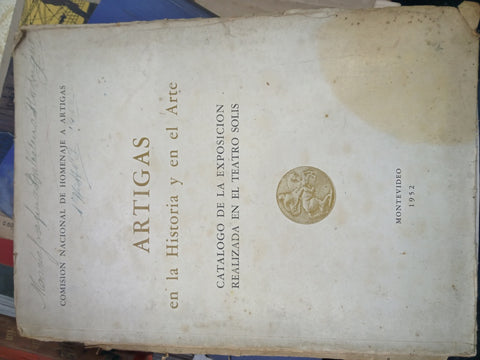 COMISION NACIONAL DE HOMENAJE A ARTIGAS
ARTIGAS
en la Historia y en el Arte
CATALOGO DE LA EXPOSICION
REALIZADA EN EL TEATRO SOLIS
MONTEVIDEO
1952